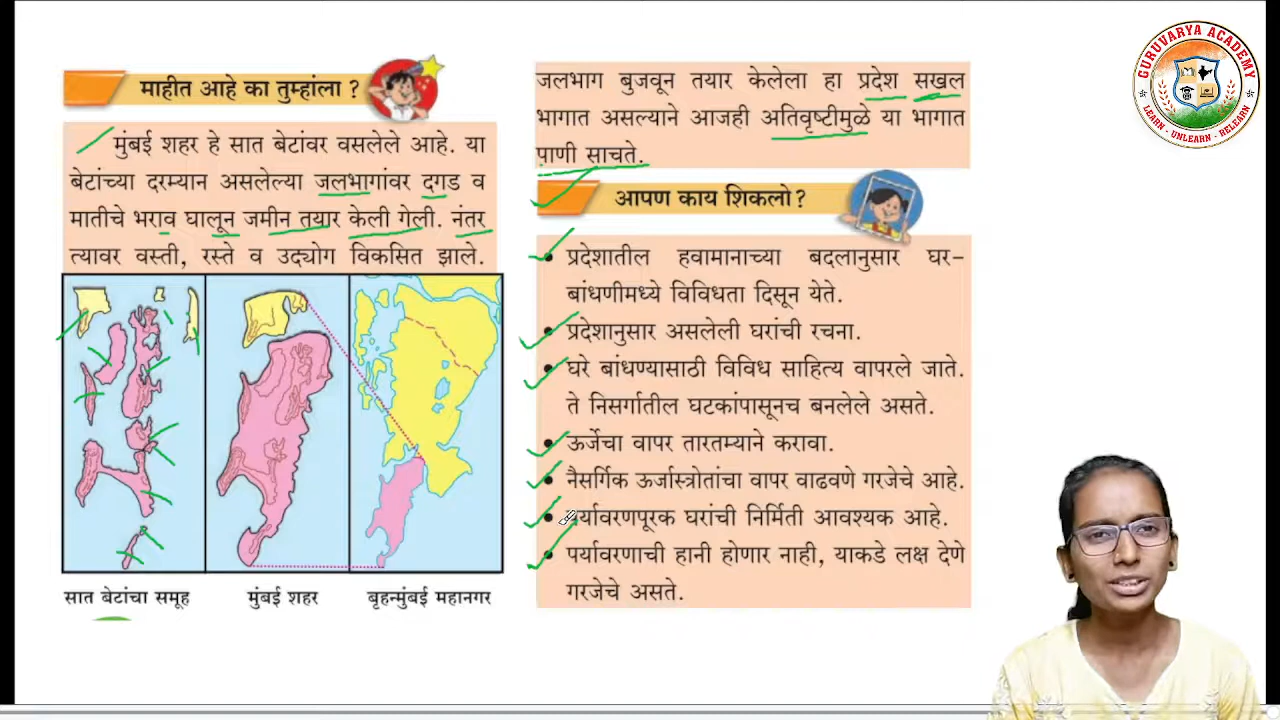 माहीत आहे का तुम्हांला ?
मुंबई शहर हे सात बेटांवर वसलेले आहे. या
बेटांच्या दरम्यान असलेल्या जलभागांवर दगड व
मातीचे भराव घालून जमीन तयार केली गेली. नंतर
त्यावर वस्ती, रस्ते व उद्योग विकसित झाले.
सात बेटांचा समूह
मुंबई शहर
बृहन्मुंबई महानगर
जलभाग बुजवून तयार केलेला हा प्रदेश सखल
भागात असल्याने आजही अतिवृष्टीमुळे या भागात
पाणी साचते.
आपण काय शिकलो?
• प्रदेशातील हवामानाच्या बदलानुसार घर–
बांधणीमध्ये विविधता दिसून येते.
• प्रदेशानुसार असलेली घरांची रचना.
• घरे बांधण्यासाठी विविध साहित्य वापरले जाते.
ते निसर्गातील घटकांपासूनच बनलेले असते.
• ऊर्जेचा वापर तारतम्याने करावा.
• नैसर्गिक ऊर्जास्त्रोतांचा वापर वाढवणे गरजेचे आहे.
• पर्यावरणपूरक घरांची निर्मिती आवश्यक आहे.
• पर्यावरणाची हानी होणार नाही, याकडे लक्ष देणे
गरजेचे असते.
GURUVARYA ACADEMY
LEARN - UNLEARN - RELEARN